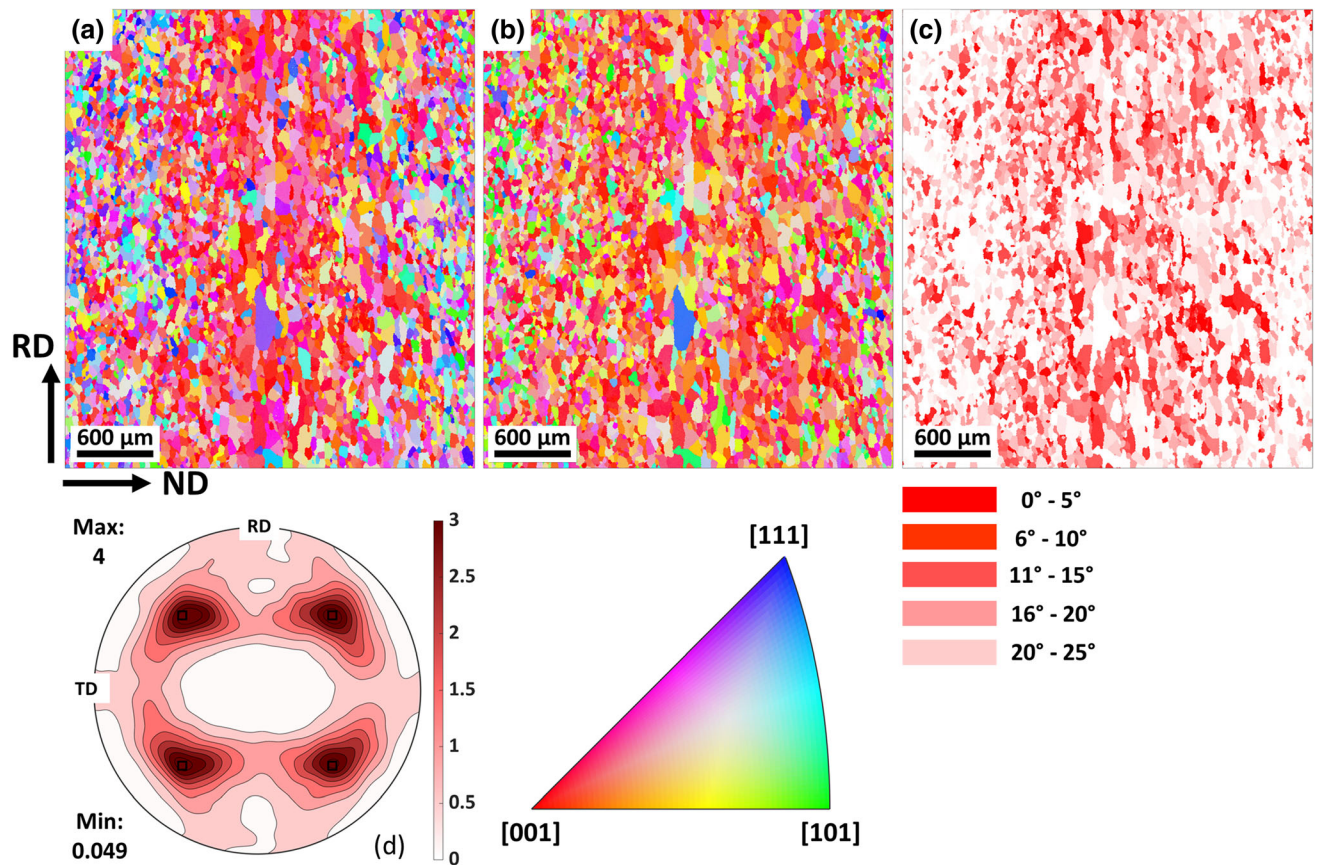 (a)
(b)
(c)
RD
600 μm
600 μm
600 μm
ND
0° - 5°
6° - 10°
11° - 15°
16° - 20°
20° - 25°
Max:
4
RD
TD
Min:
0.049
(d)
3
2.5
2
1.5
1
0.5
0
[111]
[001]
[101]